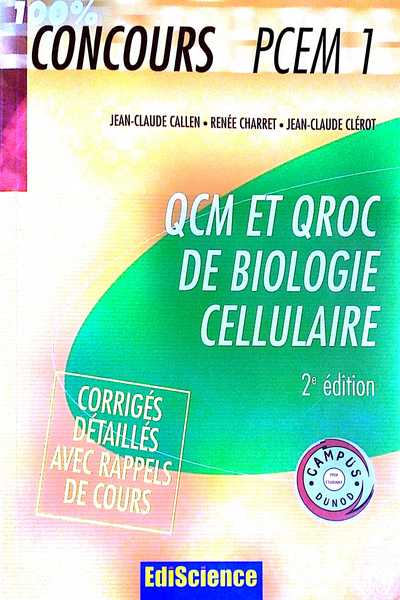 100%
CONCOURS PCEM 1
JEAN-CLAUDE CALLEN • RENÉE CHARRET • JEAN-CLAUDE CLÉROT
QCM ET QROC
DE BIOLOGIE
CELLULAIRE
2e édition
CORRIGÉS
DÉTAILLÉS
AVEC RAPPELS
DE COURS
CAMPUS
DUNOD
EdiScience